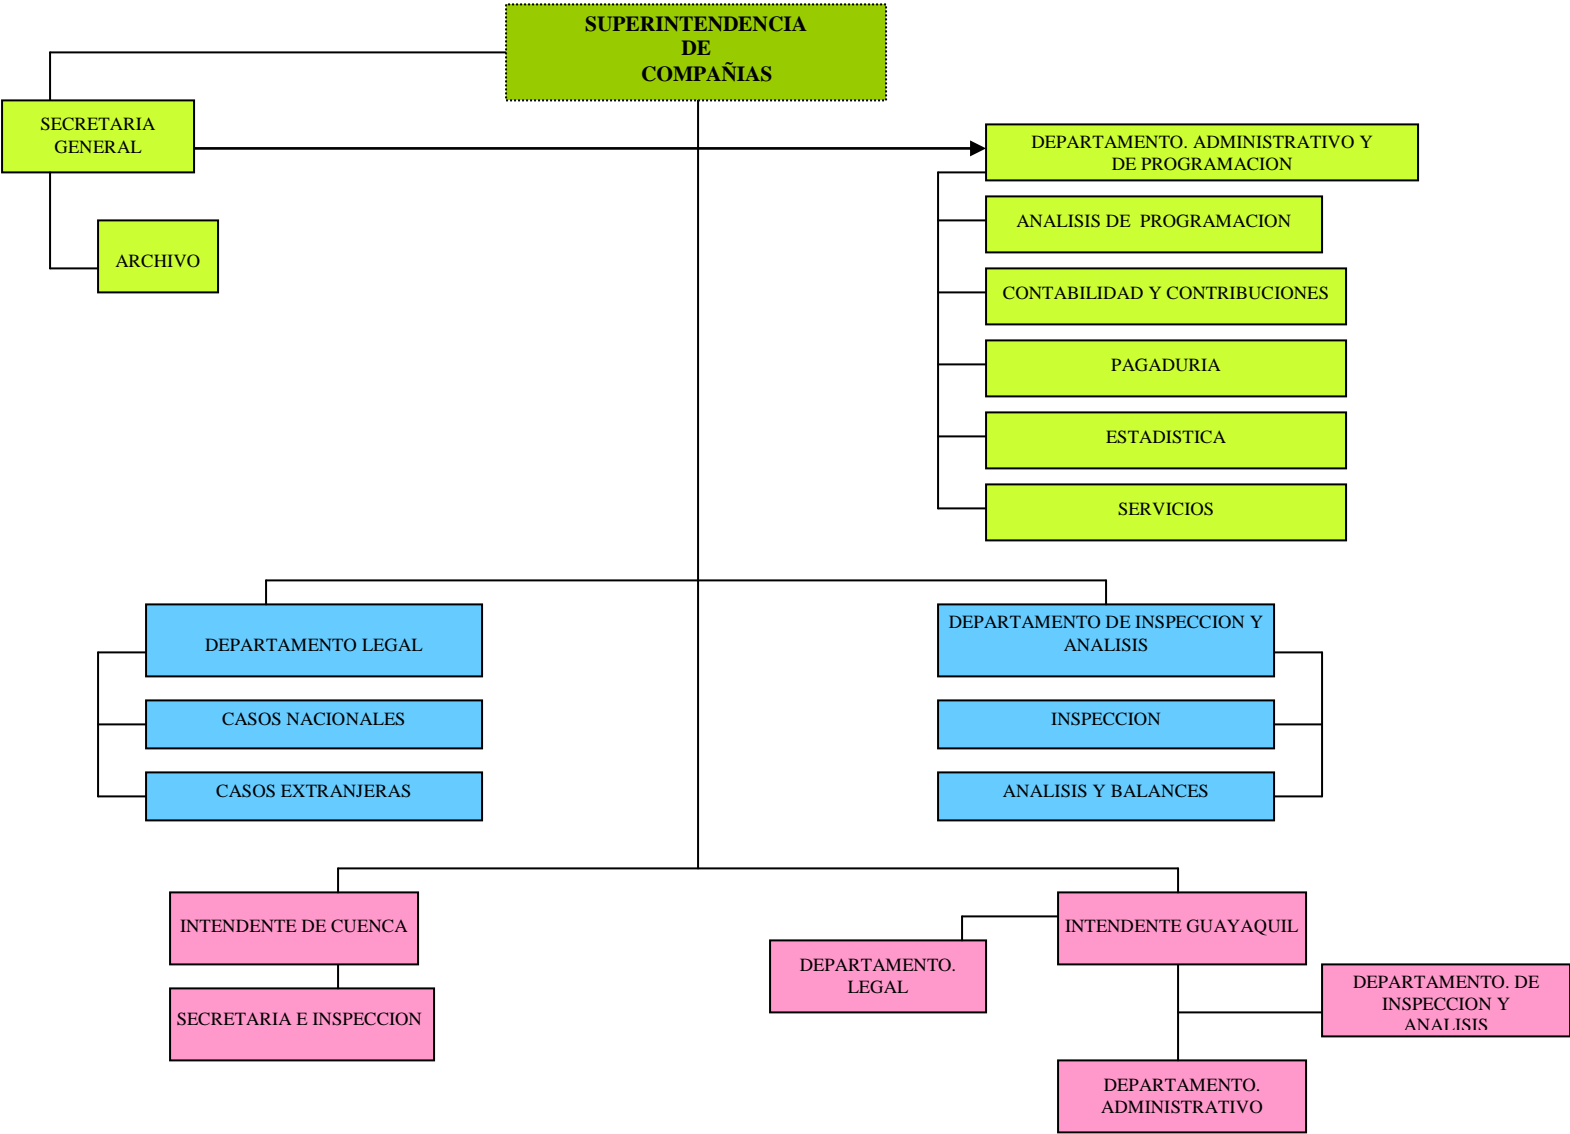 SUPERINTENDENCIA
DE
COMPAÑIAS
SECRETARIA
GENERAL
DEPARTAMENTO. ADMINISTRATIVO Y
DE PROGRAMACION
ANALISIS DE PROGRAMACION
ARCHIVO
CONTABILIDAD Y CONTRIBUCIONES
PAGADURIA
ESTADISTICA
SERVICIOS
DEPARTAMENTO LEGAL
DEPARTAMENTO DE INSPECCION Y
ANALISIS
CASOS NACIONALES
INSPECCION
CASOS EXTRANJERAS
ANALISIS Y BALANCES
INTENDENTE DE CUENCA
INTENDENTE GUAYAQUIL
SECRETARIA E INSPECCION
DEPARTAMENTO.
LEGAL
DEPARTAMENTO. DE
INSPECCION Y
ANALISIS
DEPARTAMENTO.
ADMINISTRATIVO